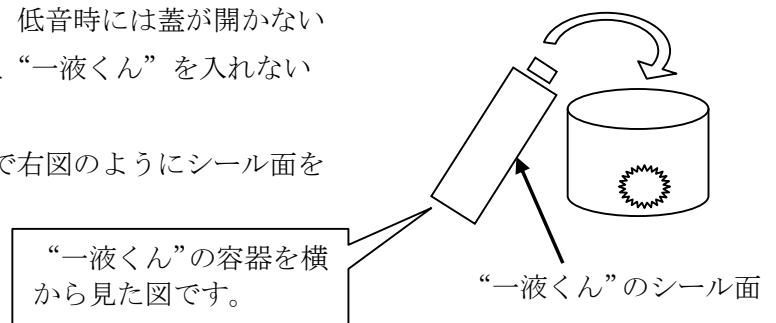 低音時には蓋が開かない
“一液くん”を入れない
で右図のようにシール面を
“一液くん”の容器を横
から見た図です。
“一液くん”のシール面